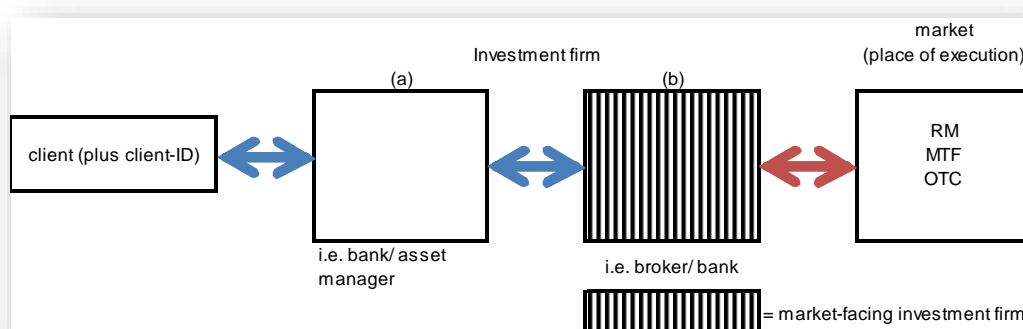 market
(place of execution)
Investment firm
(a)
(b)
client (plus client-ID)
RM
MTF
OTC
i.e. bank/ asset
manager
i.e. broker/ bank
= market-facing investment firm